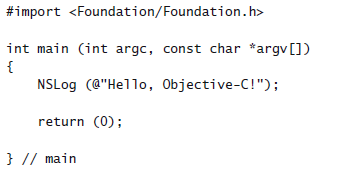 #import <Foundation/Foundation.h>
int main (int argc, const char *argv[])
{
    NSLog (@"Hello, Objective-C!");
    return (0);
} // main